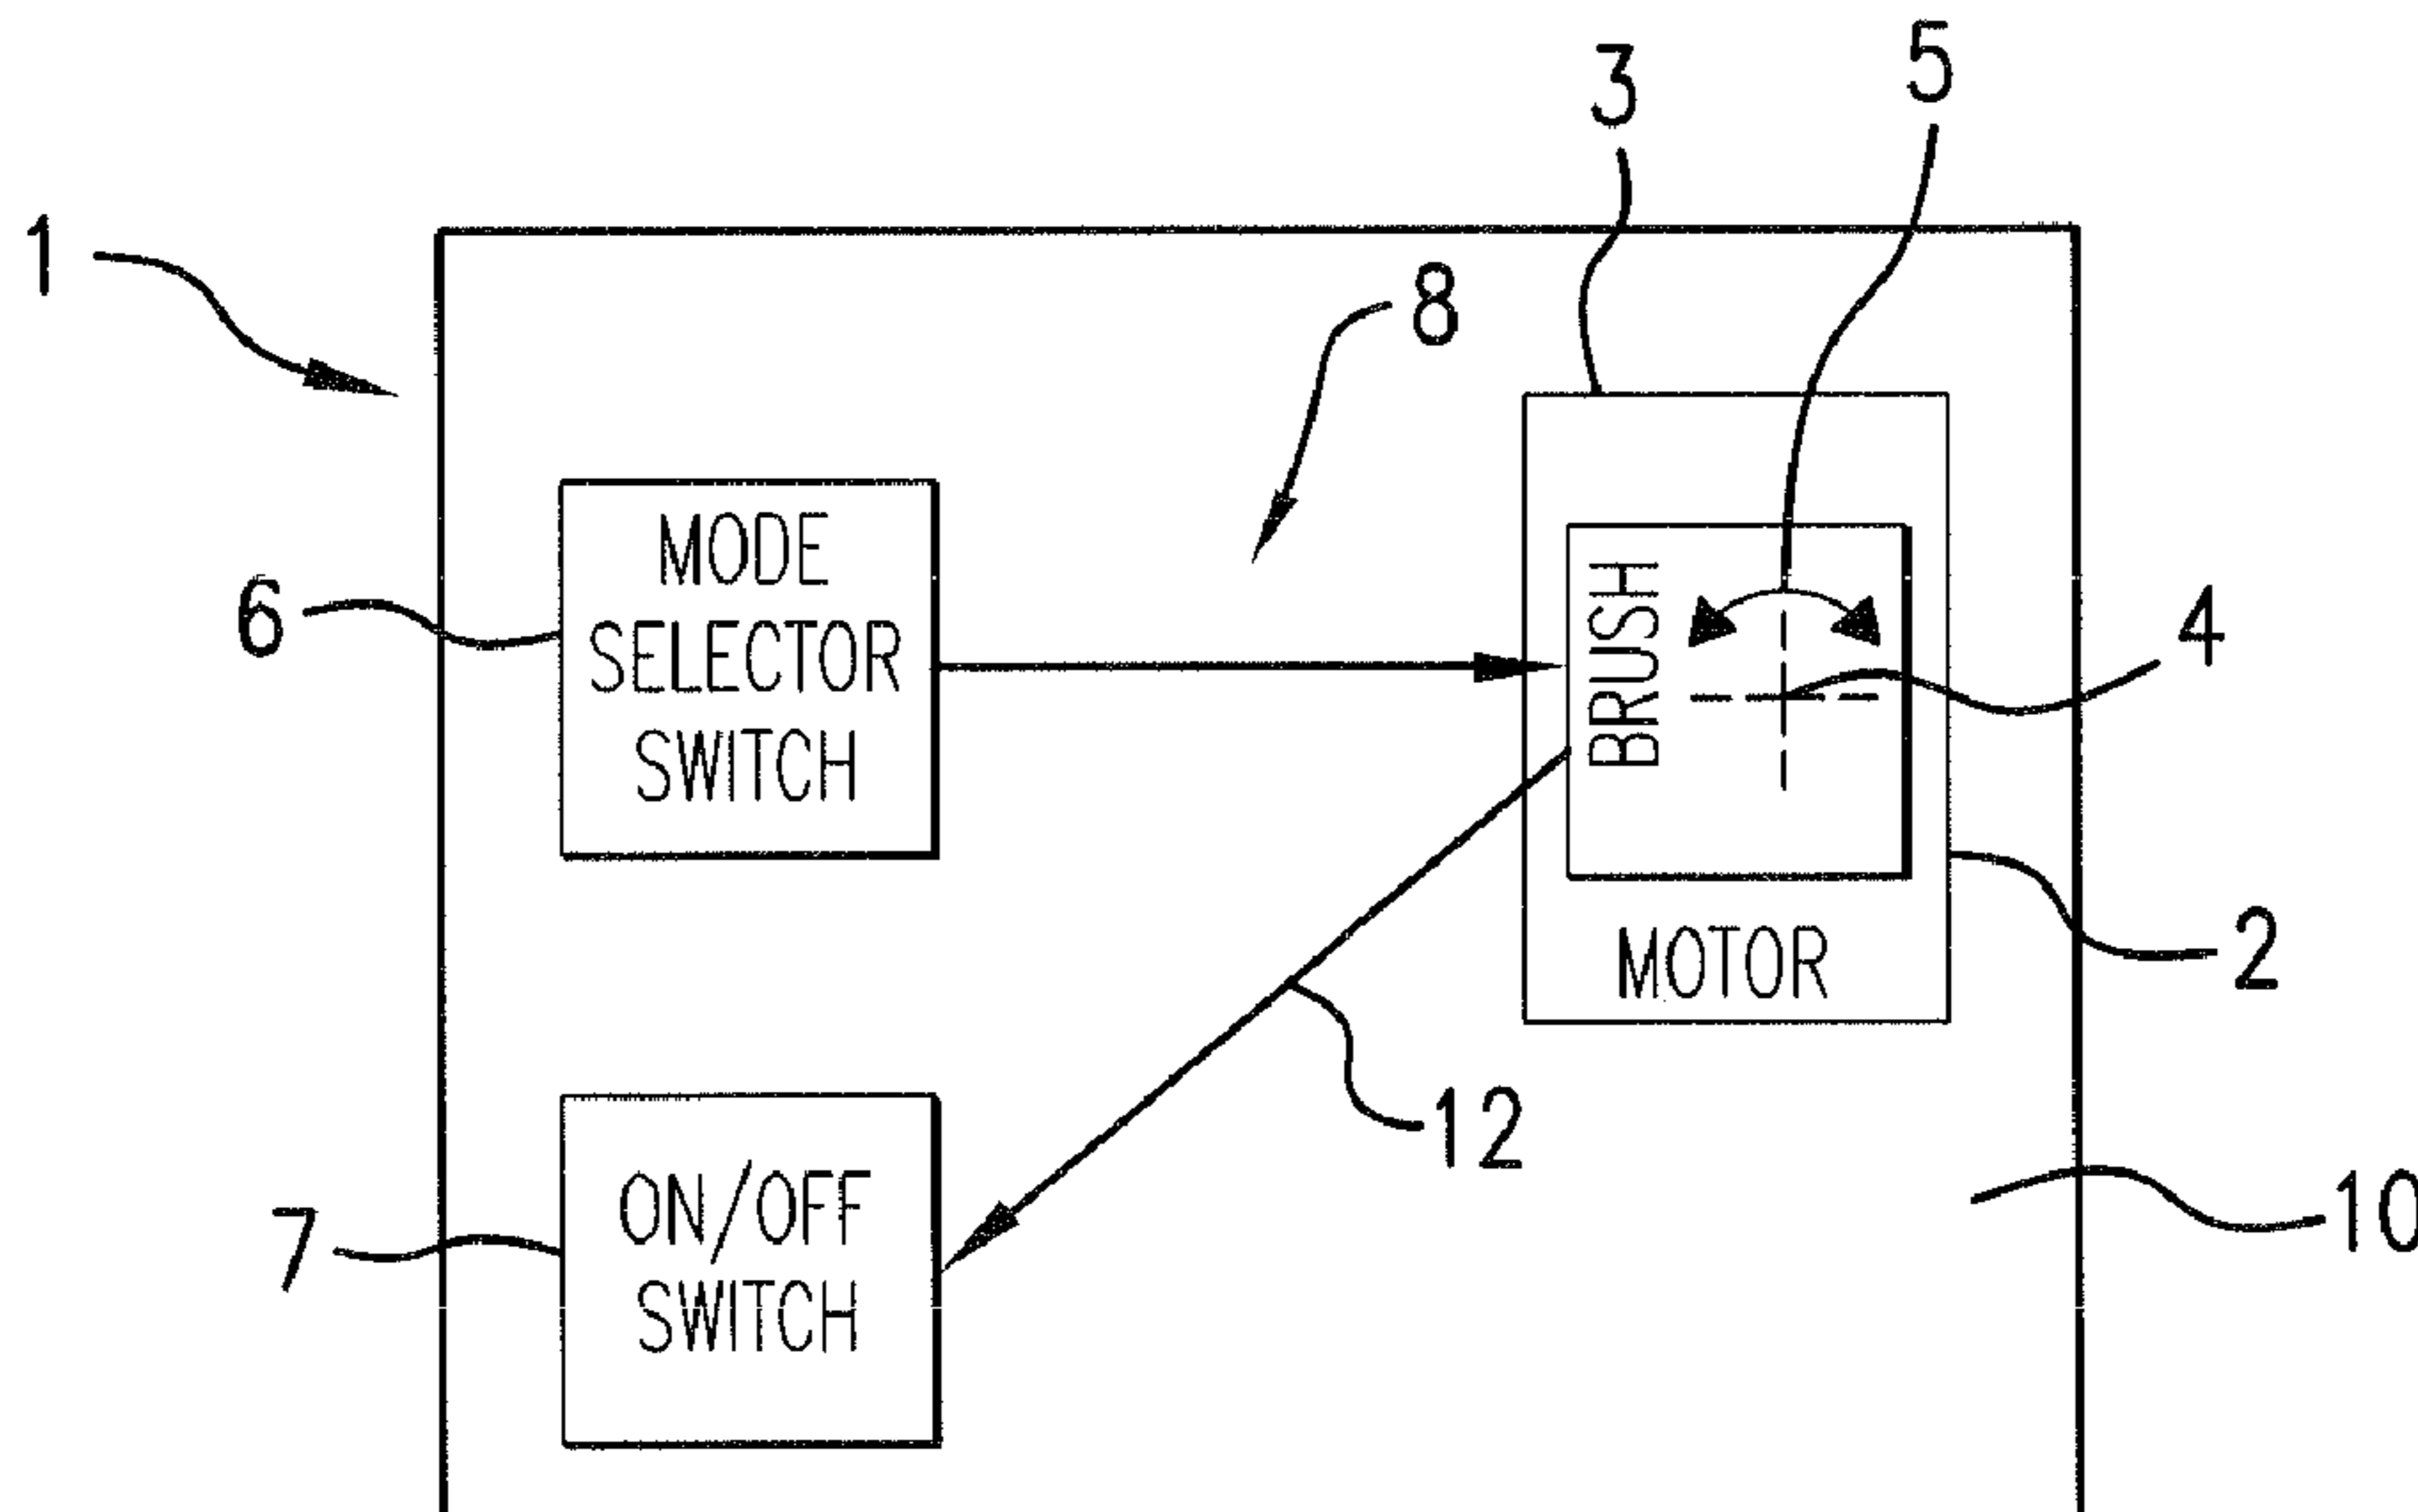 5
3
1
8
MODE
SELECTOR
SWITCH
6
BRUSH
4
MOTOR
2
12
ON/OFF
SWITCH
7
10